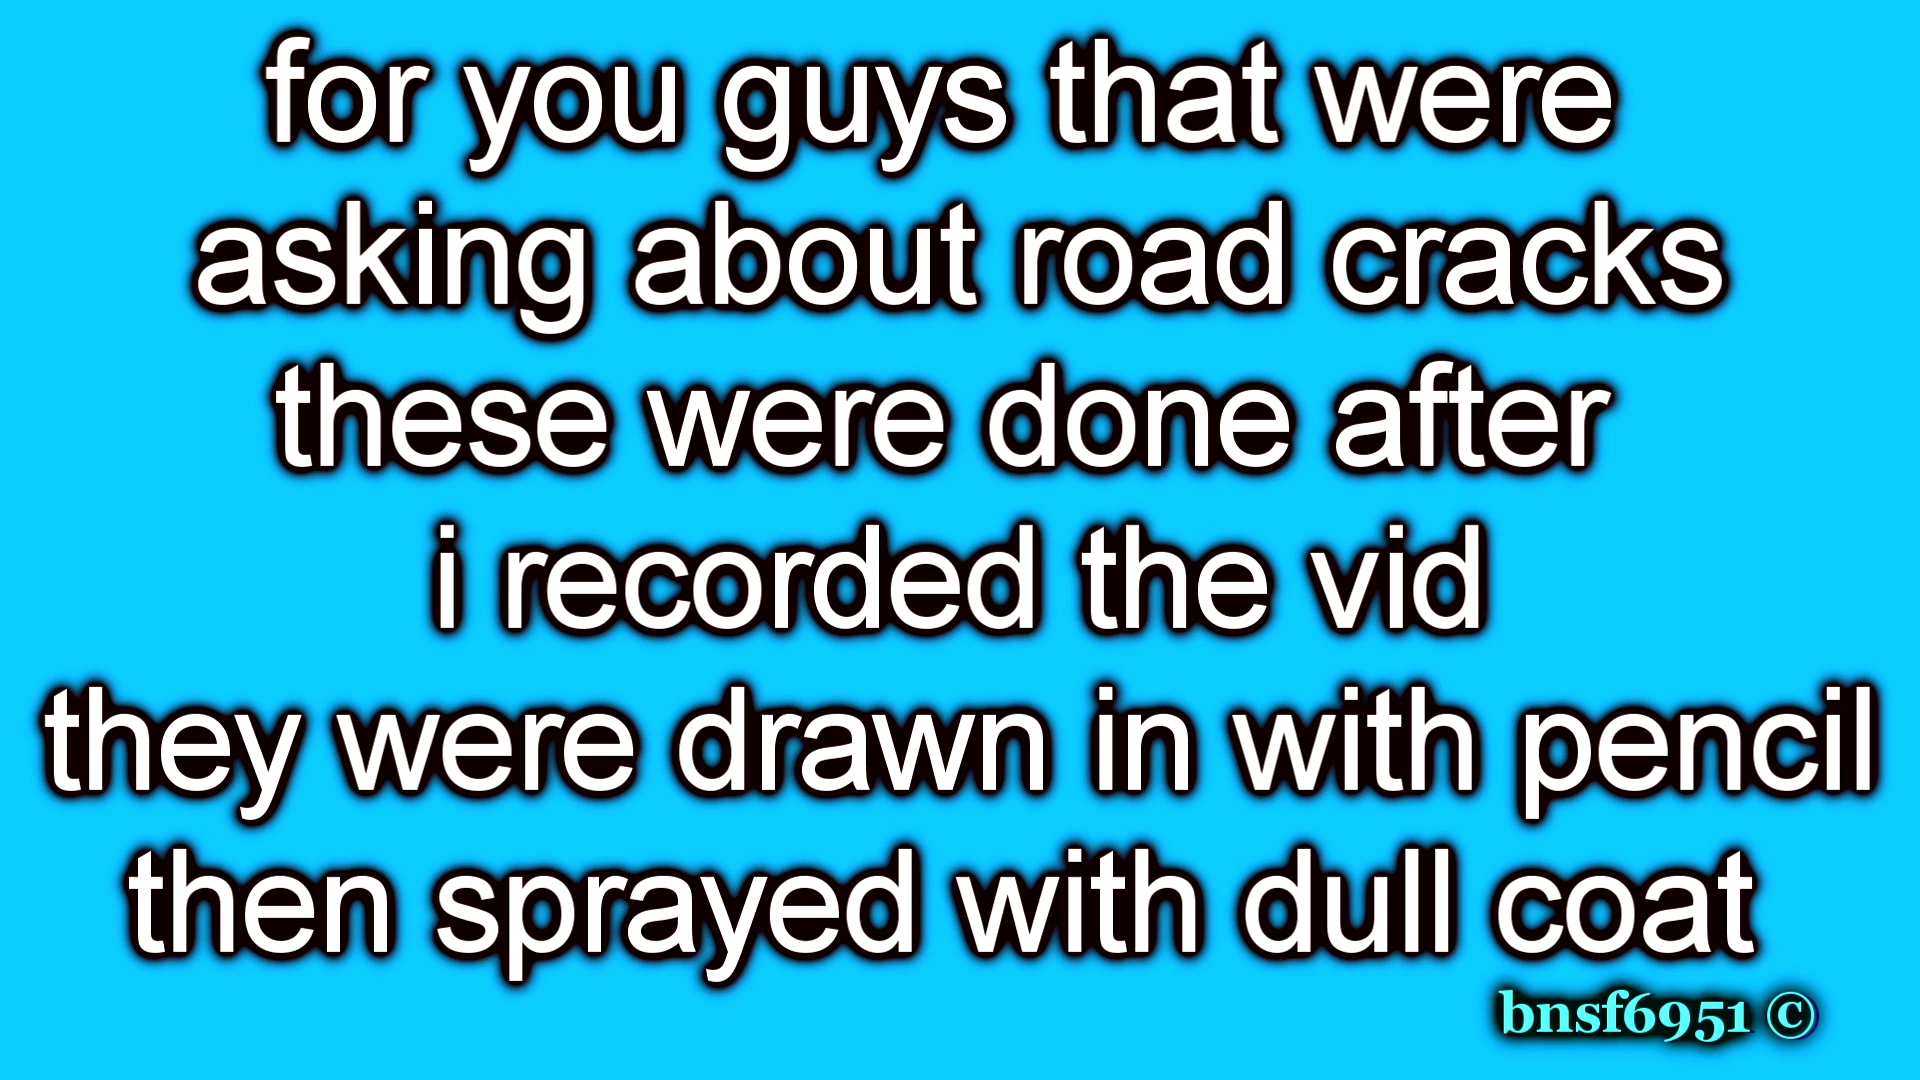 for you guys that were
asking about road cracks
these were done after
i recorded the vid
they were drawn in with pencil
then sprayed with dull coat
bnsf6951 ©